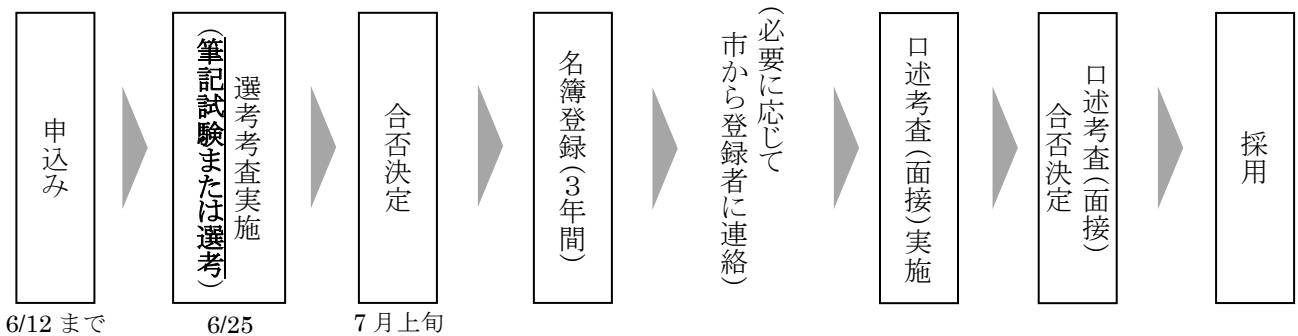 申込み
6/12 まで
選考考査実施
(筆記試験または選考)
6/25
合否決定
7 月上旬
名簿登録(3年間)
(必要に応じて
市から登録者に連絡)
口述考査(面接)実施
口述考査(面接)
合否決定
採用